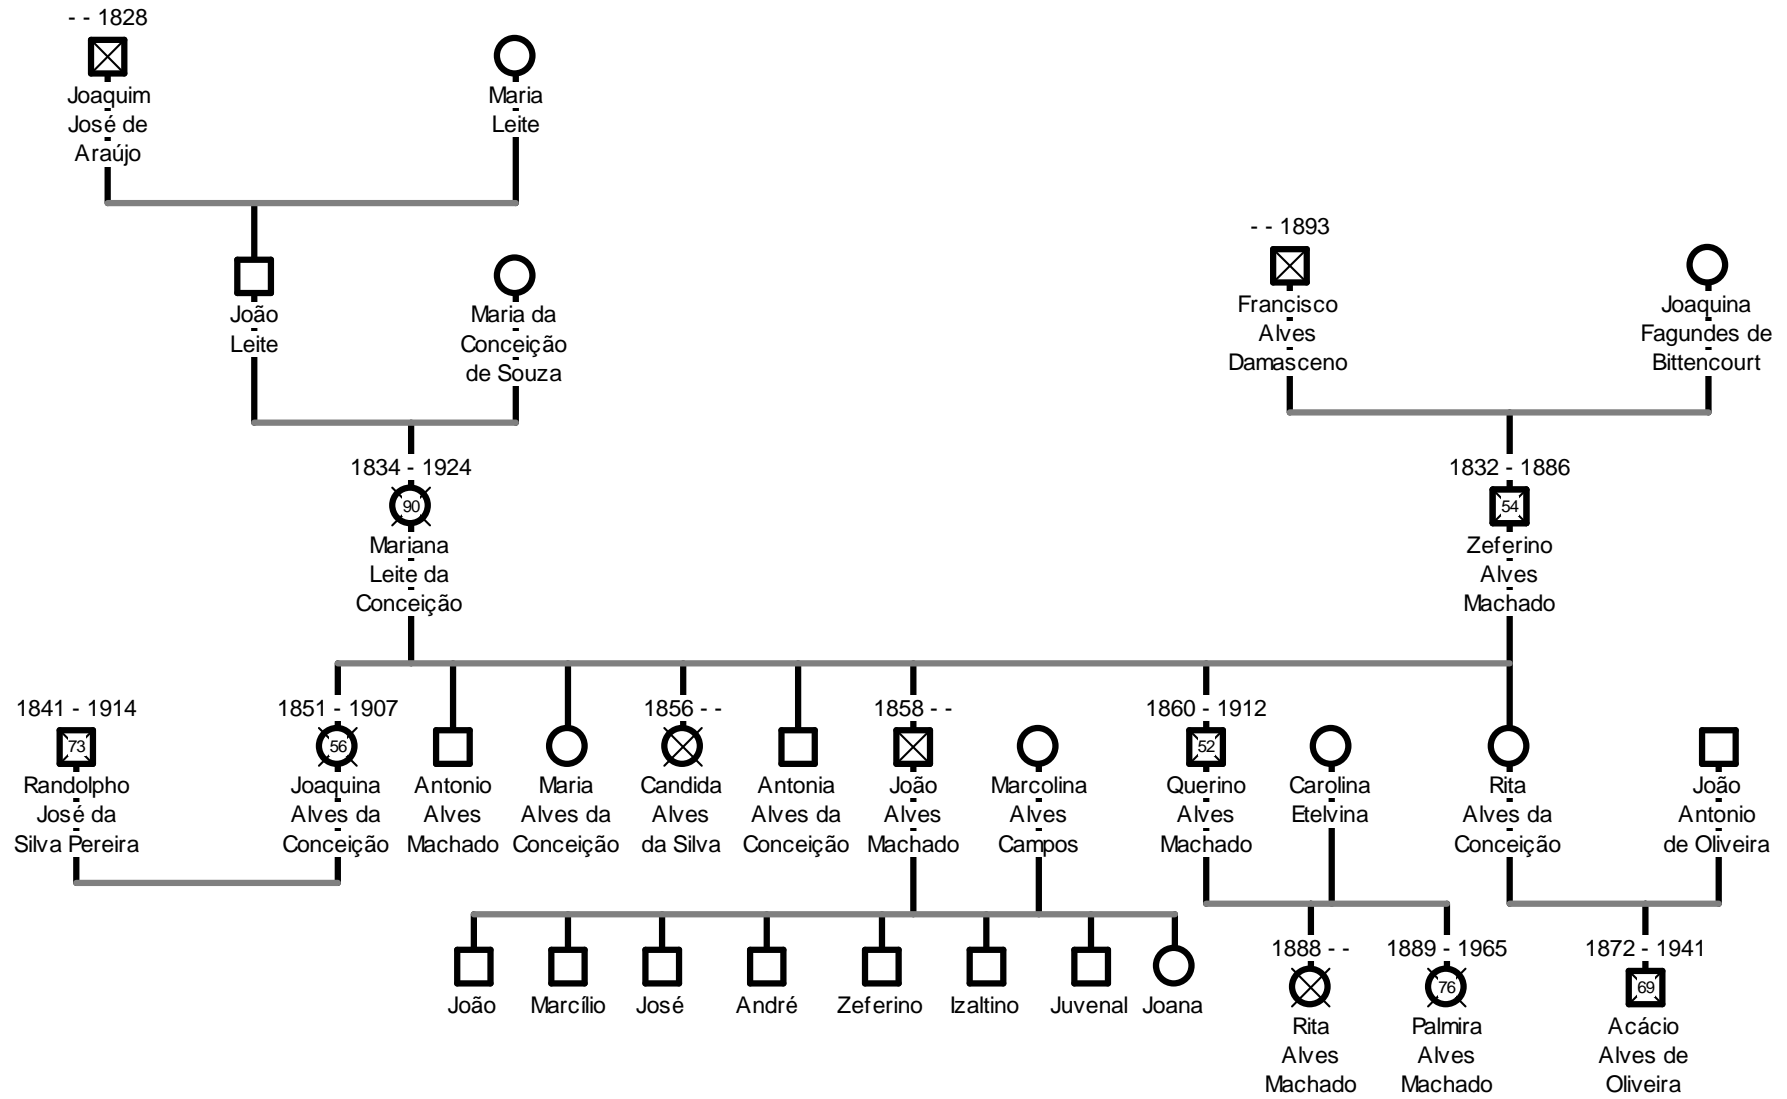 - - 1828
Joaquim
José de
Araújo
Maria
Leite
João
Leite
Maria da
Conceição
de Souza
- - 1893
Francisco
Alves
Damasceno
Joaquina
Fagundes de
Bittencourt
1834 - 1924
90
Mariana
Leite da
Conceição
1832 - 1886
54
Zeferino
Alves
Machado
1841 - 1914
73
Randolpho
José da
Silva Pereira
1851 - 1907
56
Joaquina
Alves da
Conceição
Antonio
Alves
Machado
Maria
Alves da
Conceição
1856 - -
Candida
Alves
da Silva
Antonia
Alves da
Conceição
1858 - -
João
Alves
Machado
Marcolina
Alves
Campos
1860 - 1912
52
Querino
Alves
Machado
Carolina
Etelvina
Rita
Alves da
Conceição
João
Antonio
de Oliveira
João
Marcílio
José
André
Zeferino
Izaltino
Juvenal
Joana
1888 - -
Rita
Alves
Machado
1889 - 1965
76
Palmira
Alves
Machado
1872 - 1941
69
Acácio
Alves de
Oliveira